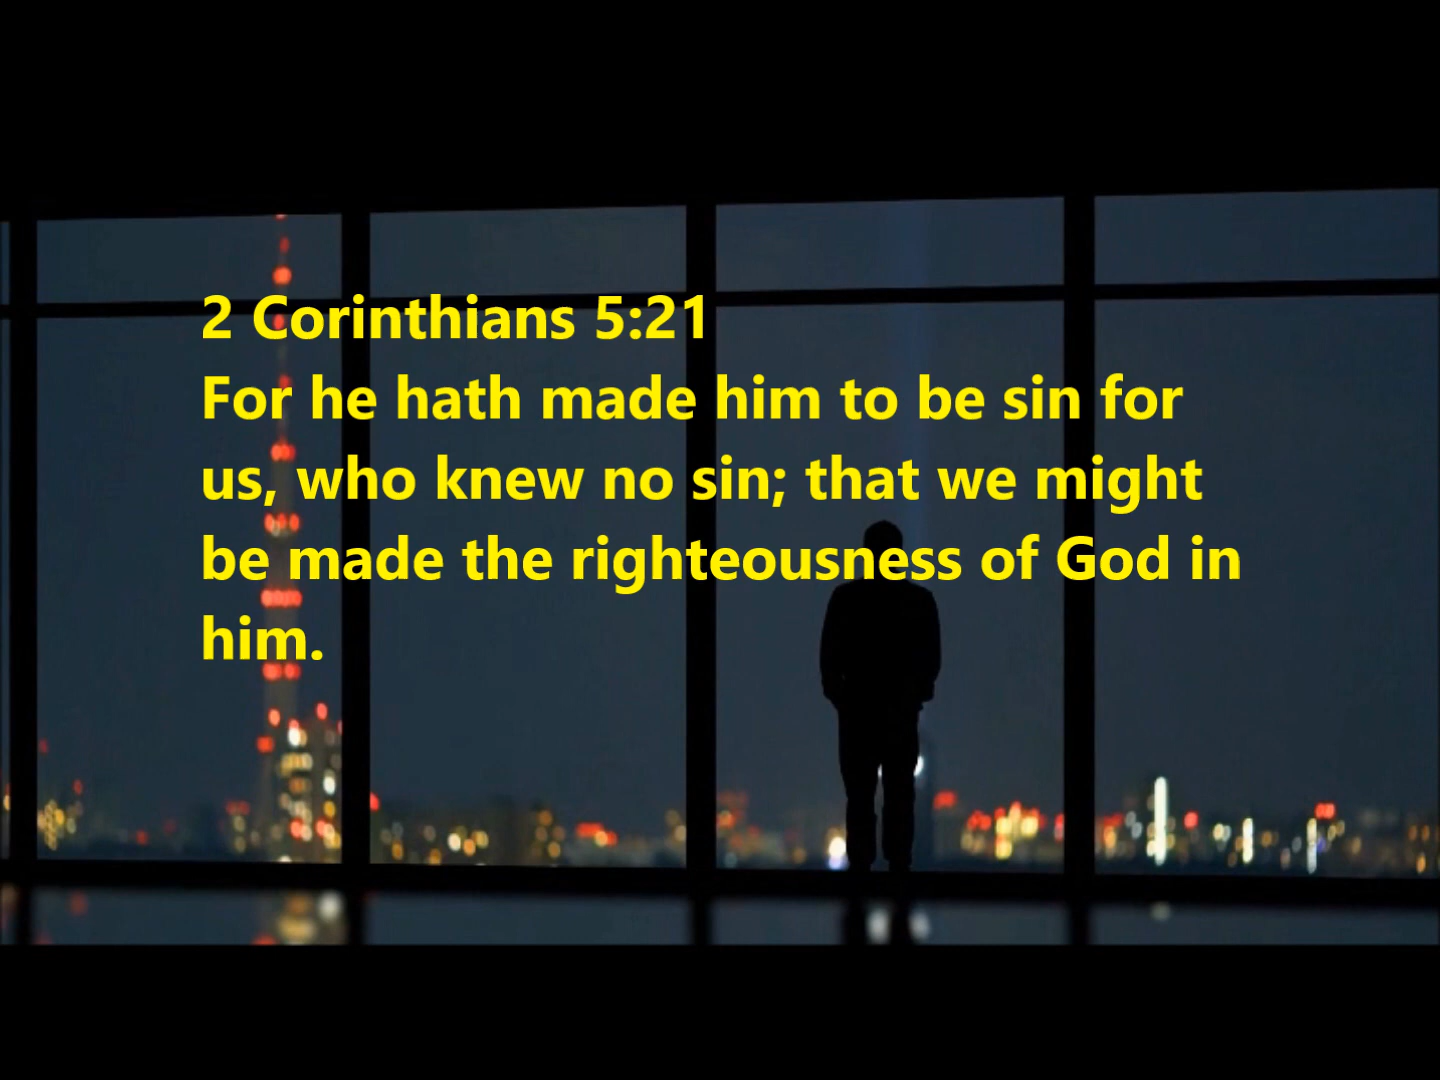 2 Corinthians 5:21
For he hath made him to be sin for
us, who knew no sin; that we might
be made the righteousness of God in
him.